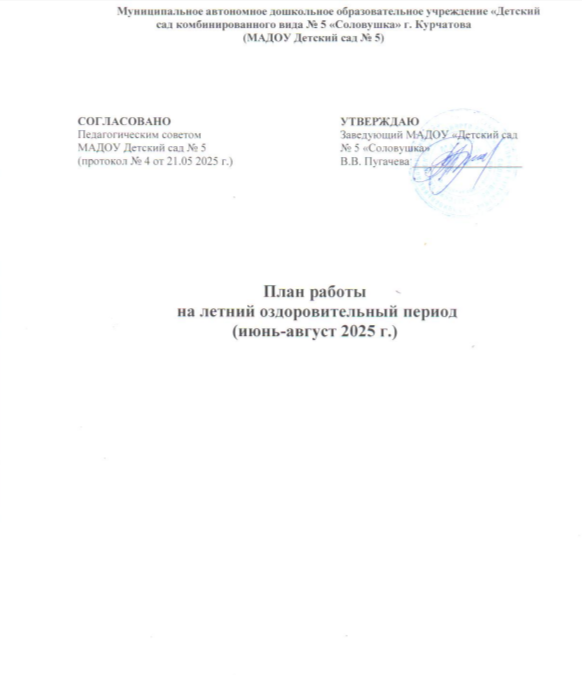 Муниципальное автономное дошкольное образовательное учреждение «Детский
сад комбинированного вида № 5 «Соловушка» г. Курчатова
(МАДОУ Детский сад № 5)
СОГЛАСОВАНО
Педагогическим советом
МАДОУ Детский сад № 5
(протокол № 4 от 21.05 2025 г.)
УТВЕРЖДАЮ
Заведующий МАДОУ «Детский сад
№ 5 «Соловушка»
В.В. Пугачева
План работы
на летний оздоровительный период
(июнь-август 2025 г.)